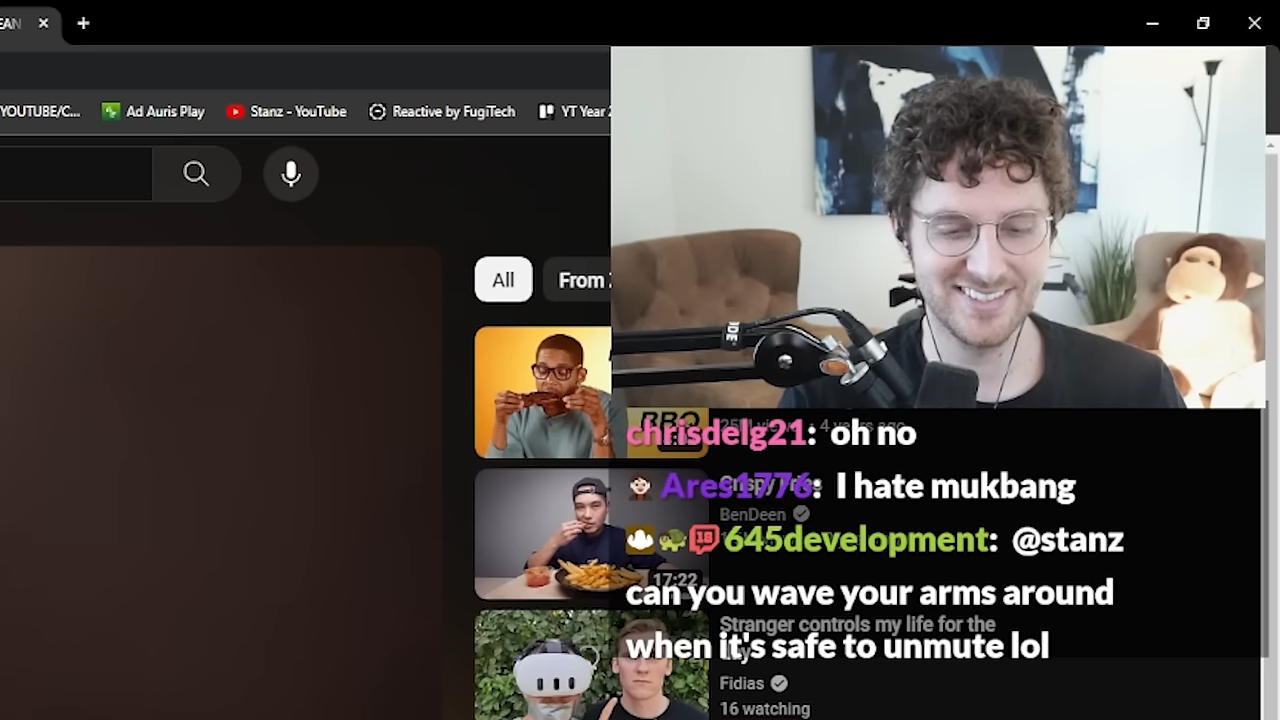 EAN
YOUTUBE/C... Ad Auris Play Stanz - YouTube Reactive by FugiTech YT Year
All From
BBQ
chrisdelg21: oh no
Ares1776: I hate mukbang
BenDeen
18 645development: @stanz
17:22
can you wave your arms around
Stranger controls my life for the
when it's safe to unmute lol
Fidias
16 watching